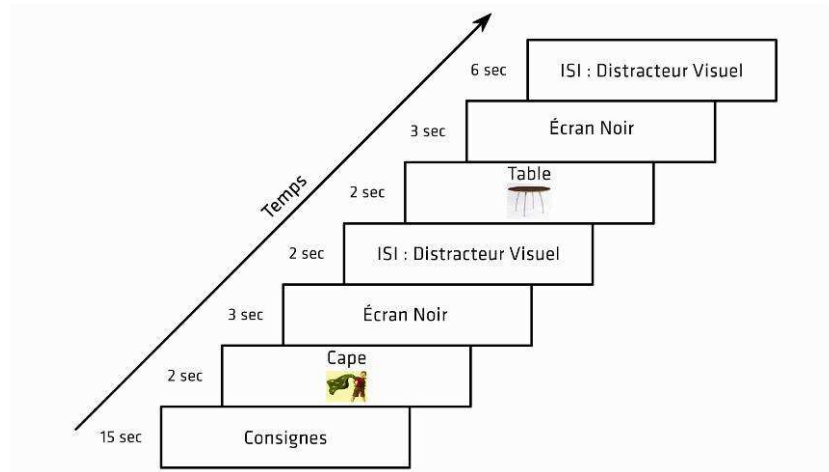 6 sec
ISI : Distracteur Visuel
3 sec
Écran Noir
Table
2 sec
Temps
2 sec
ISI : Distracteur Visuel
3 sec
Écran Noir
Cape
2 sec
15 sec
Consignes